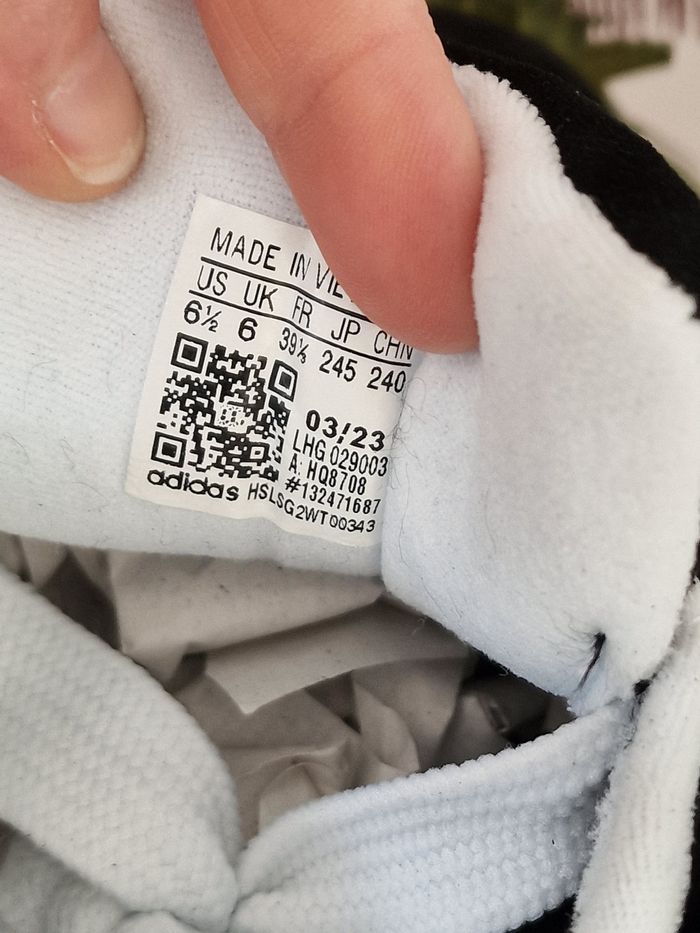 MADE IN
US UK FR JP CHN
6½ 6 39⅓ 245 240
03/23
LHG 029003
A: HQ8708
#132471687
adidas HSLSG2WT00343